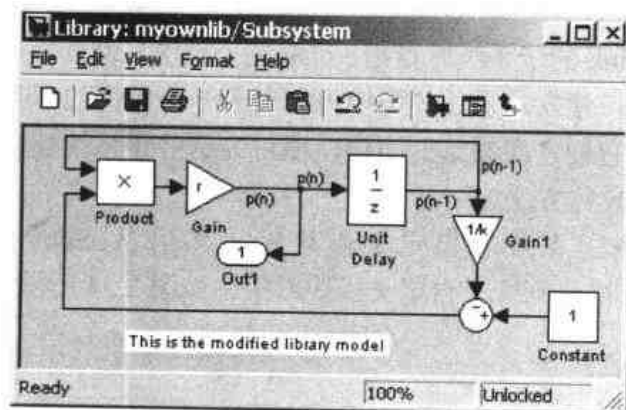 Library: myownlib/Subsystem
File Edit View Format Help
×
Product
r
Gain
p(n)
p(n)
1
Out1
1
z
Unit
Delay
p(n-1)
p(n-1)
1/k
Gain1
- +
1
Constant
This is the modified library model
Ready 100% Unlocked